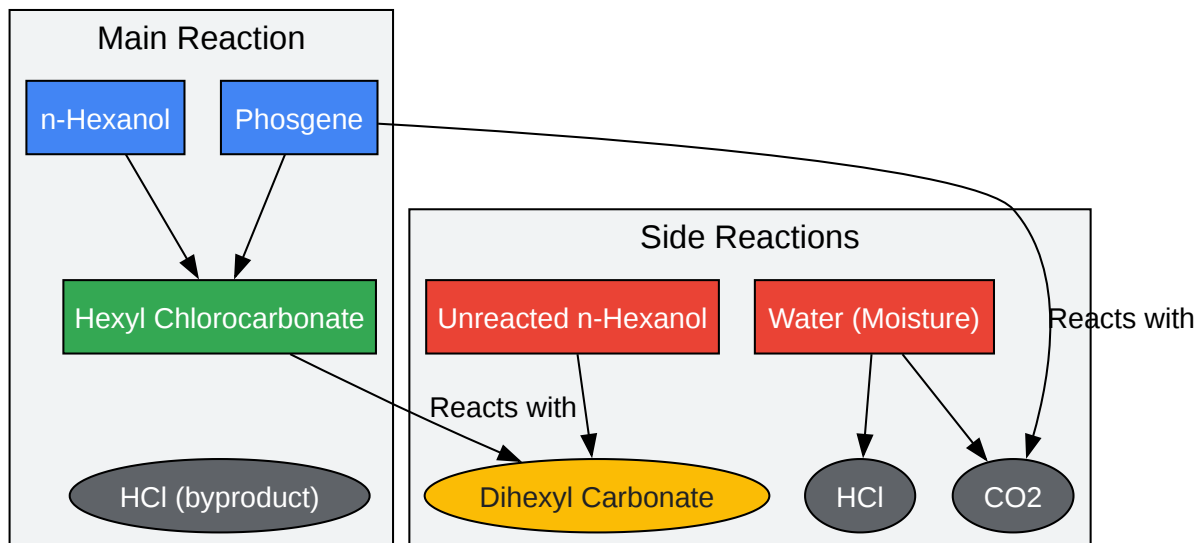 Main Reaction
n-Hexanol
Phosgene
Side Reactions
Hexyl Chlorocarbonate
Unreacted n-Hexanol
Water (Moisture)
Reacts with
Reacts with
HCl (byproduct)
Dihexyl Carbonate
HCl
CO2